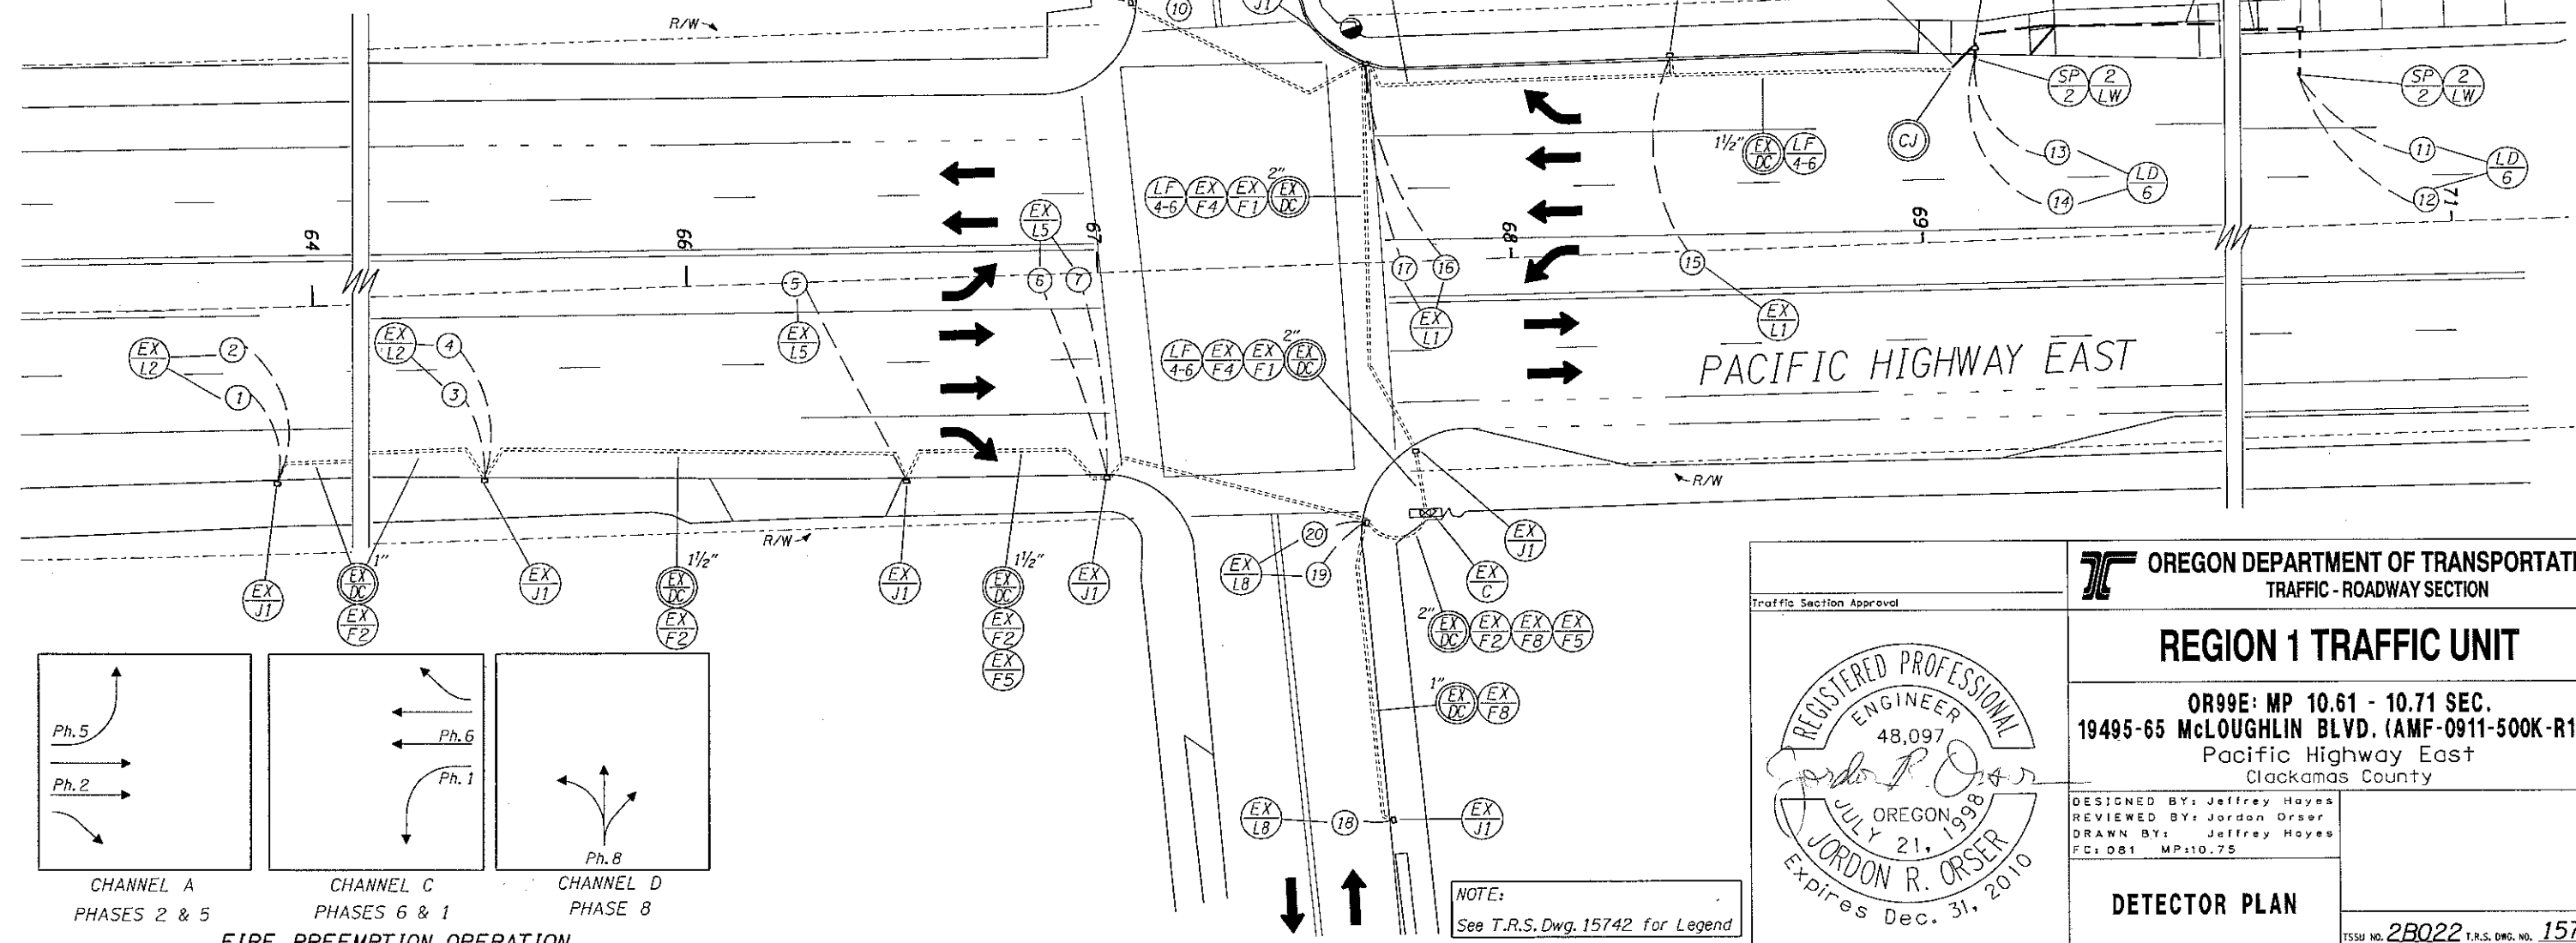 R/W
10
J1
SP 2
2 LW
SP 2
2 LW
1½"
EX DC
LF 4-6
CJ
13
14
LD 6
11
12
LD 6
LF 4-6
EX F4
EX F1
2"
EX DC
EX L5
6
7
64
66
67
68
69
71
5
EX L5
17
16
EX L1
15
EX L1
EX L2
2
1
EX L2
4
3
LF 4-6
EX F4
EX F1
2"
EX DC
PACIFIC HIGHWAY EAST
R/W
R/W
EX J1
1"
EX DC
EX F2
EX J1
1½"
EX DC
EX F2
EX J1
1½"
EX DC
EX F2
EX F5
EX J1
20
19
EX L8
EX J1
EX C
2"
EX DC
EX F2
EX F8
EX F5
1"
EX DC
EX F8
EX L8
18
EX J1
Ph.5
Ph.2
CHANNEL A
PHASES 2 & 5
Ph.6
Ph.1
CHANNEL C
PHASES 6 & 1
Ph.8
CHANNEL D
PHASE 8
FIRE PREEMPTION OPERATION
NOTE:
See T.R.S. Dwg. 15742 for Legend
Traffic Section Approval
REGISTERED PROFESSIONAL
ENGINEER
48,097
Jordon R. Orser
OREGON
JULY 21, 1998
JORDON R. ORSER
Expires Dec. 31, 2010
OREGON DEPARTMENT OF TRANSPORTATI
TRAFFIC - ROADWAY SECTION
REGION 1 TRAFFIC UNIT
OR99E: MP 10.61 - 10.71 SEC.
19495-65 McLOUGHLIN BLVD. (AMF-0911-500K-R1
Pacific Highway East
Clackamas County
DESIGNED BY: Jeffrey Hayes
REVIEWED BY: Jordon Orser
DRAWN BY: Jeffrey Hayes
FC: 081 MP:10.75
DETECTOR PLAN
TSSU NO. 2B022 T.R.S. DWG. NO. 157